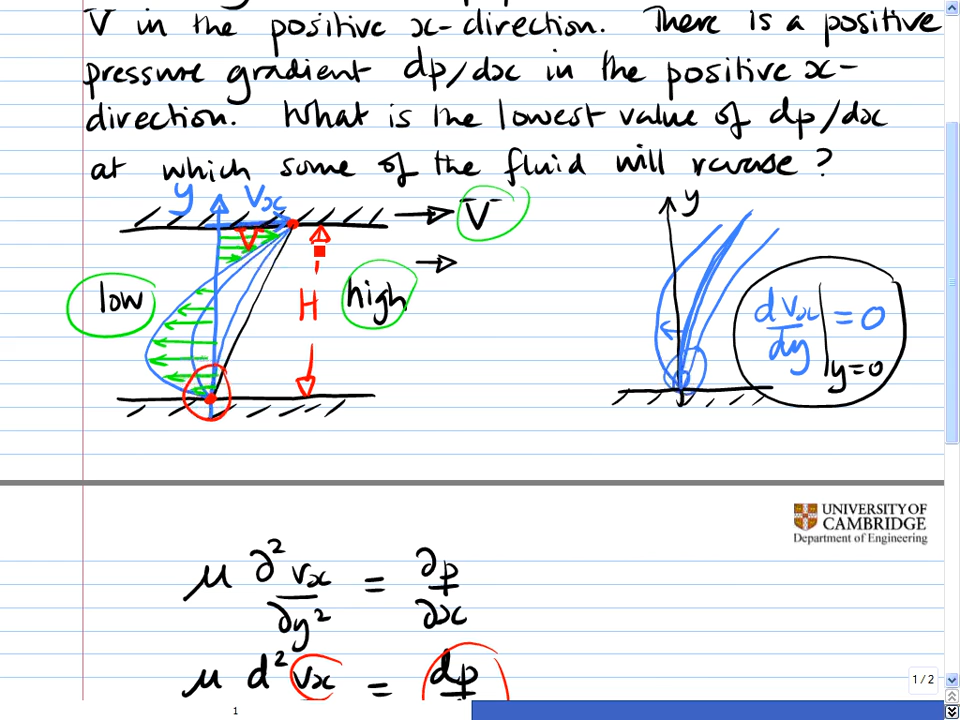 V in the positive x-direction. There is a positive
pressure gradient dp/dx in the positive x-
direction. What is the lowest value of dp/dx
at which some of the fluid will reverse?
y
Vx
V
V
low
H
high
y
dvx/dy | y=0 = 0
UNIVERSITY OF
CAMBRIDGE
Department of Engineering
μ ∂²vx/∂y² = ∂p/∂x
μ d²vx = dp
1 / 2
1